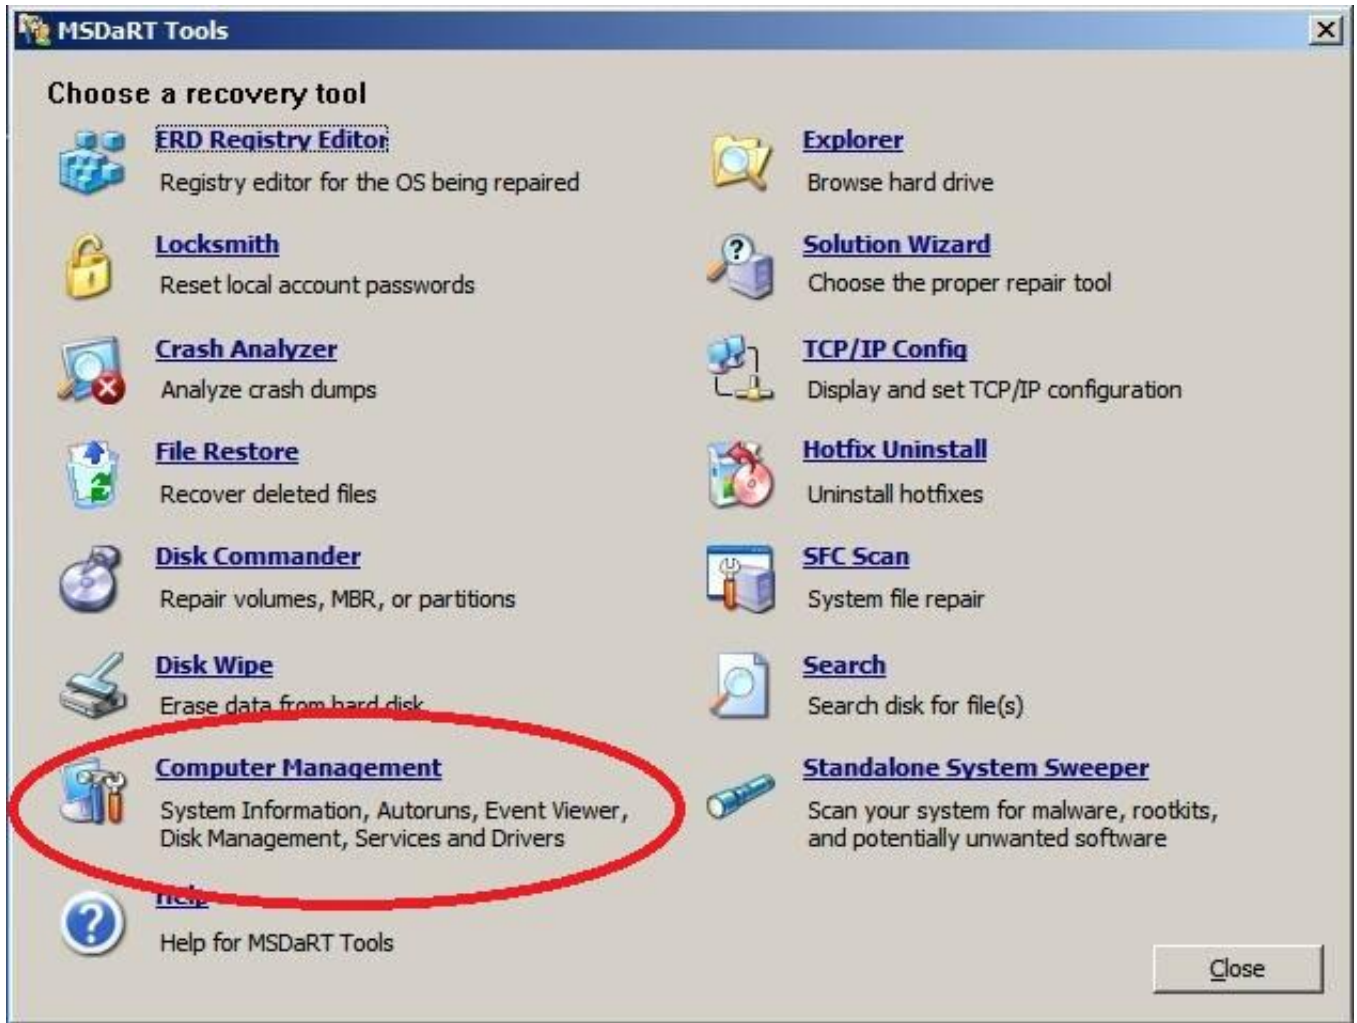 MSDaRT Tools
Choose a recovery tool
ERD Registry Editor
Registry editor for the OS being repaired
Locksmith
Reset local account passwords
Crash Analyzer
Analyze crash dumps
File Restore
Recover deleted files
Disk Commander
Repair volumes, MBR, or partitions
Disk Wipe
Erase data from hard disk
Computer Management
System Information, Autoruns, Event Viewer,
Disk Management, Services and Drivers
Help
Help for MSDaRT Tools
Explorer
Browse hard drive
Solution Wizard
Choose the proper repair tool
TCP/IP Config
Display and set TCP/IP configuration
Hotfix Uninstall
Uninstall hotfixes
SFC Scan
System file repair
Search
Search disk for file(s)
Standalone System Sweeper
Scan your system for malware, rootkits,
and potentially unwanted software
Close